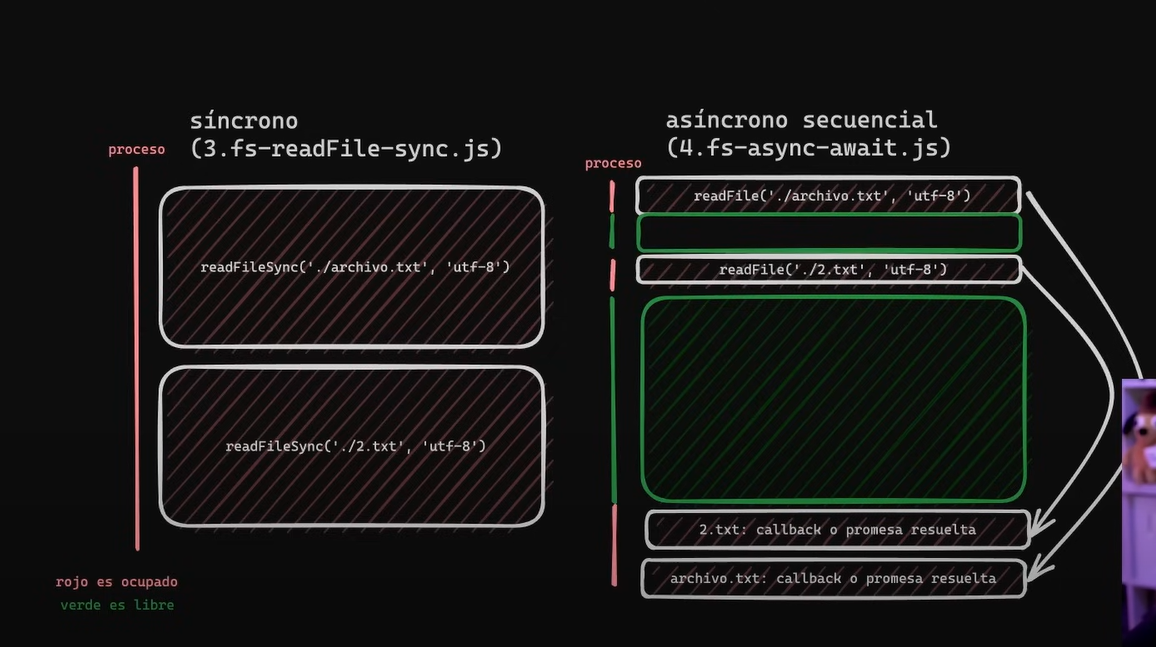 síncrono
(3.fs-readFile-sync.js)
proceso
readFileSync('./archivo.txt', 'utf-8')
readFileSync('./2.txt', 'utf-8')
rojo es ocupado
verde es libre
asíncrono secuencial
(4.fs-async-await.js)
proceso
readFile('./archivo.txt', 'utf-8')
readFile('./2.txt', 'utf-8')
2.txt: callback o promesa resuelta
archivo.txt: callback o promesa resuelta